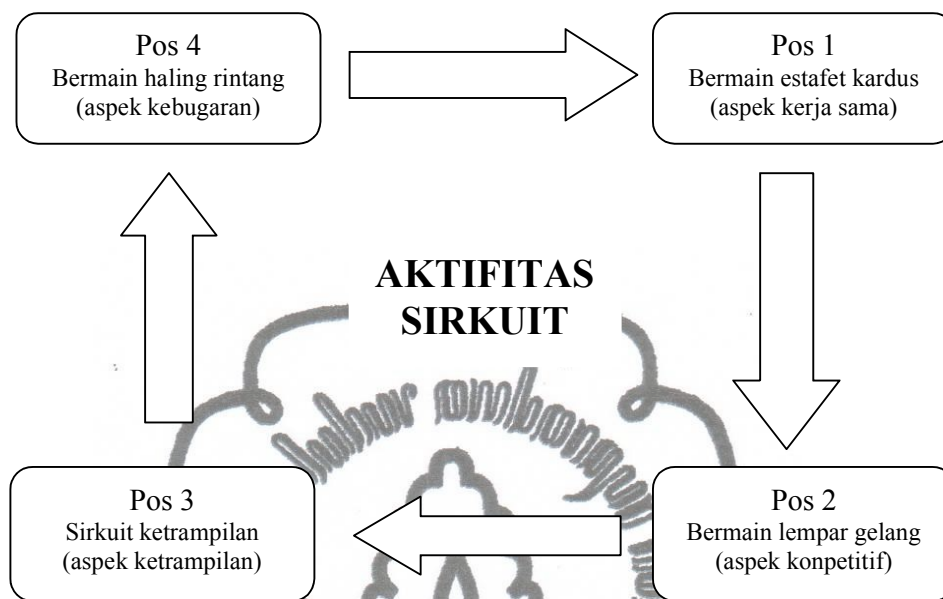 Pos 4
Bermain haling rintang
(aspek kebugaran)
Pos 1
Bermain estafet kardus
(aspek kerja sama)
AKTIFITAS
SIRKUIT
Pos 3
Sirkuit ketrampilan
(aspek ketrampilan)
Pos 2
Bermain lempar gelang
(aspek konpetitif)